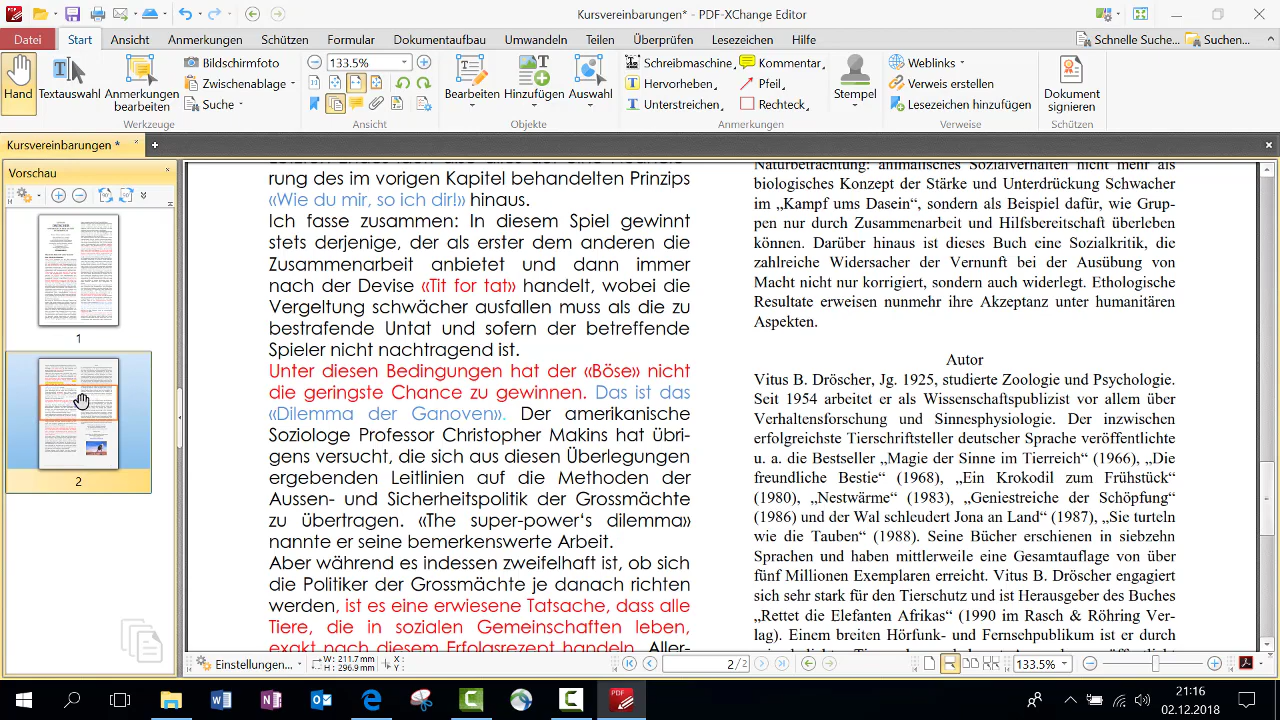 Kursvereinbarungen* - PDF-XChange Editor
Datei Start Ansicht Anmerkungen Schützen Formular Dokumentaufbau Umwandeln Teilen Überprüfen Lesezeichen Hilfe
Schnelle Suche... Suchen...
Hand
Textauswahl
Anmerkungen bearbeiten
Bildschirmfoto
Zwischenablage
Suche
Werkzeuge
133.5%
Ansicht
Bearbeiten
Hinzufügen
Auswahl
Objekte
Schreibmaschine
Hervorheben
Unterstreichen
Kommentar
Pfeil
Rechteck
Stempel
Anmerkungen
Weblinks
Verweis erstellen
Lesezeichen hinzufügen
Verweise
Dokument signieren
Schützen
Kursvereinbarungen *
Vorschau
1
2
rung des im vorigen Kapitel behandelten Prinzips
«Wie du mir, so ich dir!» hinaus.
Ich fasse zusammen: In diesem Spiel gewinnt
stets derjenige, der als erster dem anderen die
Zusammenarbeit anbietet und dann immer
nach der Devise «Tit for tat» handelt, wobei die
Vergeltung schwächer ausfallen muss als die zu
bestrafende Untat und sofern der betreffende
Spieler nicht nachtragend ist.
Unter diesen Bedingungen hat der «Böse» nicht
die geringste Chance zu gewinnen. Das ist das
«Dilemma der Ganoven». Der amerikanische
Soziologe Professor Christopher Makins hat übri-
gens versucht, die sich aus diesen Überlegungen
ergebenden Leitlinien auf die Methoden der
Aussen- und Sicherheitspolitik der Grossmächte
zu übertragen. «The super-power's dilemma»
nannte er seine bemerkenswerte Arbeit.
Aber während es indessen zweifelhaft ist, ob sich
die Politiker der Grossmächte je danach richten
werden, ist es eine erwiesene Tatsache, dass alle
Tiere, die in sozialen Gemeinschaften leben,
exakt nach diesem Erfolgsrezept handeln. Aller-
Naturbetrachtung: animalisches Sozialverhalten nicht mehr als
biologisches Konzept der Stärke und Unterdrückung Schwacher
im „Kampf ums Dasein“, sondern als Beispiel dafür, wie Grup-
pen nur durch Zusammenarbeit und Hilfsbereitschaft überleben
können. Darüber hinaus ist dieses Buch eine Sozialkritik, die
zahlreiche Widersacher der Vernunft bei der Ausübung von
Macht nicht nur korrigiert, sondern auch widerlegt. Ethologische
Resultate erweisen nunmehr ihre Akzeptanz unter humanitären
Aspekten.
Autor
Vitus B. Dröscher, Jg. 1925, studierte Zoologie und Psychologie.
Seit 1954 arbeitet er als Wissenschaftspublizist vor allem über
Verhaltensforschung und Sinnesphysiologie. Der inzwischen
erfolgreichste Tierschriftsteller deutscher Sprache veröffentlichte
u. a. die Bestseller „Magie der Sinne im Tierreich“ (1966), „Die
freundliche Bestie“ (1968), „Ein Krokodil zum Frühstück“
(1980), „Nestwärme“ (1983), „Geniestreiche der Schöpfung“
(1986) und der Wal schleudert Jona an Land“ (1987), „Sie turteln
wie die Tauben“ (1988). Seine Bücher erschienen in siebzehn
Sprachen und haben mittlerweile eine Gesamtauflage von über
fünf Millionen Exemplaren erreicht. Vitus B. Dröscher engagiert
sich sehr stark für den Tierschutz und ist Herausgeber des Buches
„Rettet die Elefanten Afrikas“ (1990 im Rasch & Röhring Ver-
lag). Einem breiten Hörfunk- und Fernsehpublikum ist er durch
Einstellungen... W: 211.7mm H: 296.9mm X: Y: 2 / 2 133.5%
21:16
02.12.2018